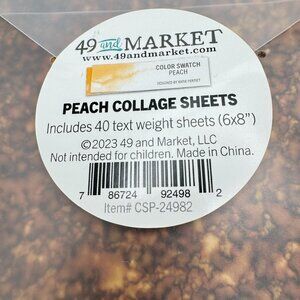 49 and MARKET
www.49andmarket.com
COLOR SWATCH
PEACH
PEACH COLLAGE SHEETS
Includes 40 text weight sheets (6x8")
©2023 49 and Market, LLC
Not intended for children. Made in China.
7 86724 92498 2
Item# CSP-24982